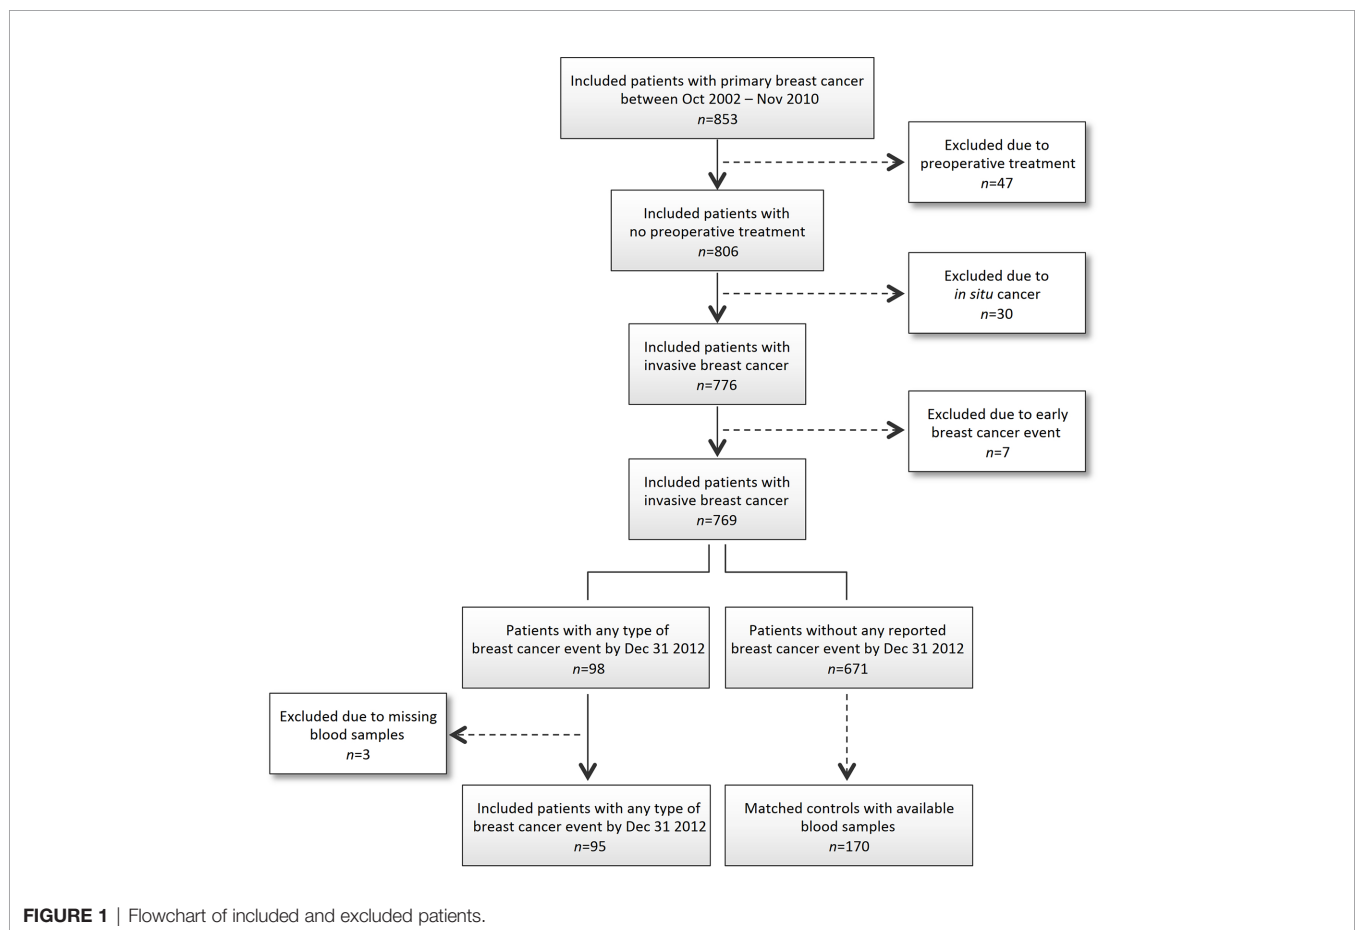 Included patients with primary breast cancer
between Oct 2002 – Nov 2010
n=853
Excluded due to
preoperative treatment
n=47
Included patients with
no preoperative treatment
n=806
Excluded due to
in situ cancer
n=30
Included patients with
invasive breast cancer
n=776
Excluded due to early
breast cancer event
n=7
Included patients with
invasive breast cancer
n=769
Patients with any type of
breast cancer event by Dec 31 2012
n=98
Patients without any reported
breast cancer event by Dec 31 2012
n=671
Excluded due to missing
blood samples
n=3
Included patients with any type of
breast cancer event by Dec 31 2012
n=95
Matched controls with available
blood samples
n=170
FIGURE 1 | Flowchart of included and excluded patients.